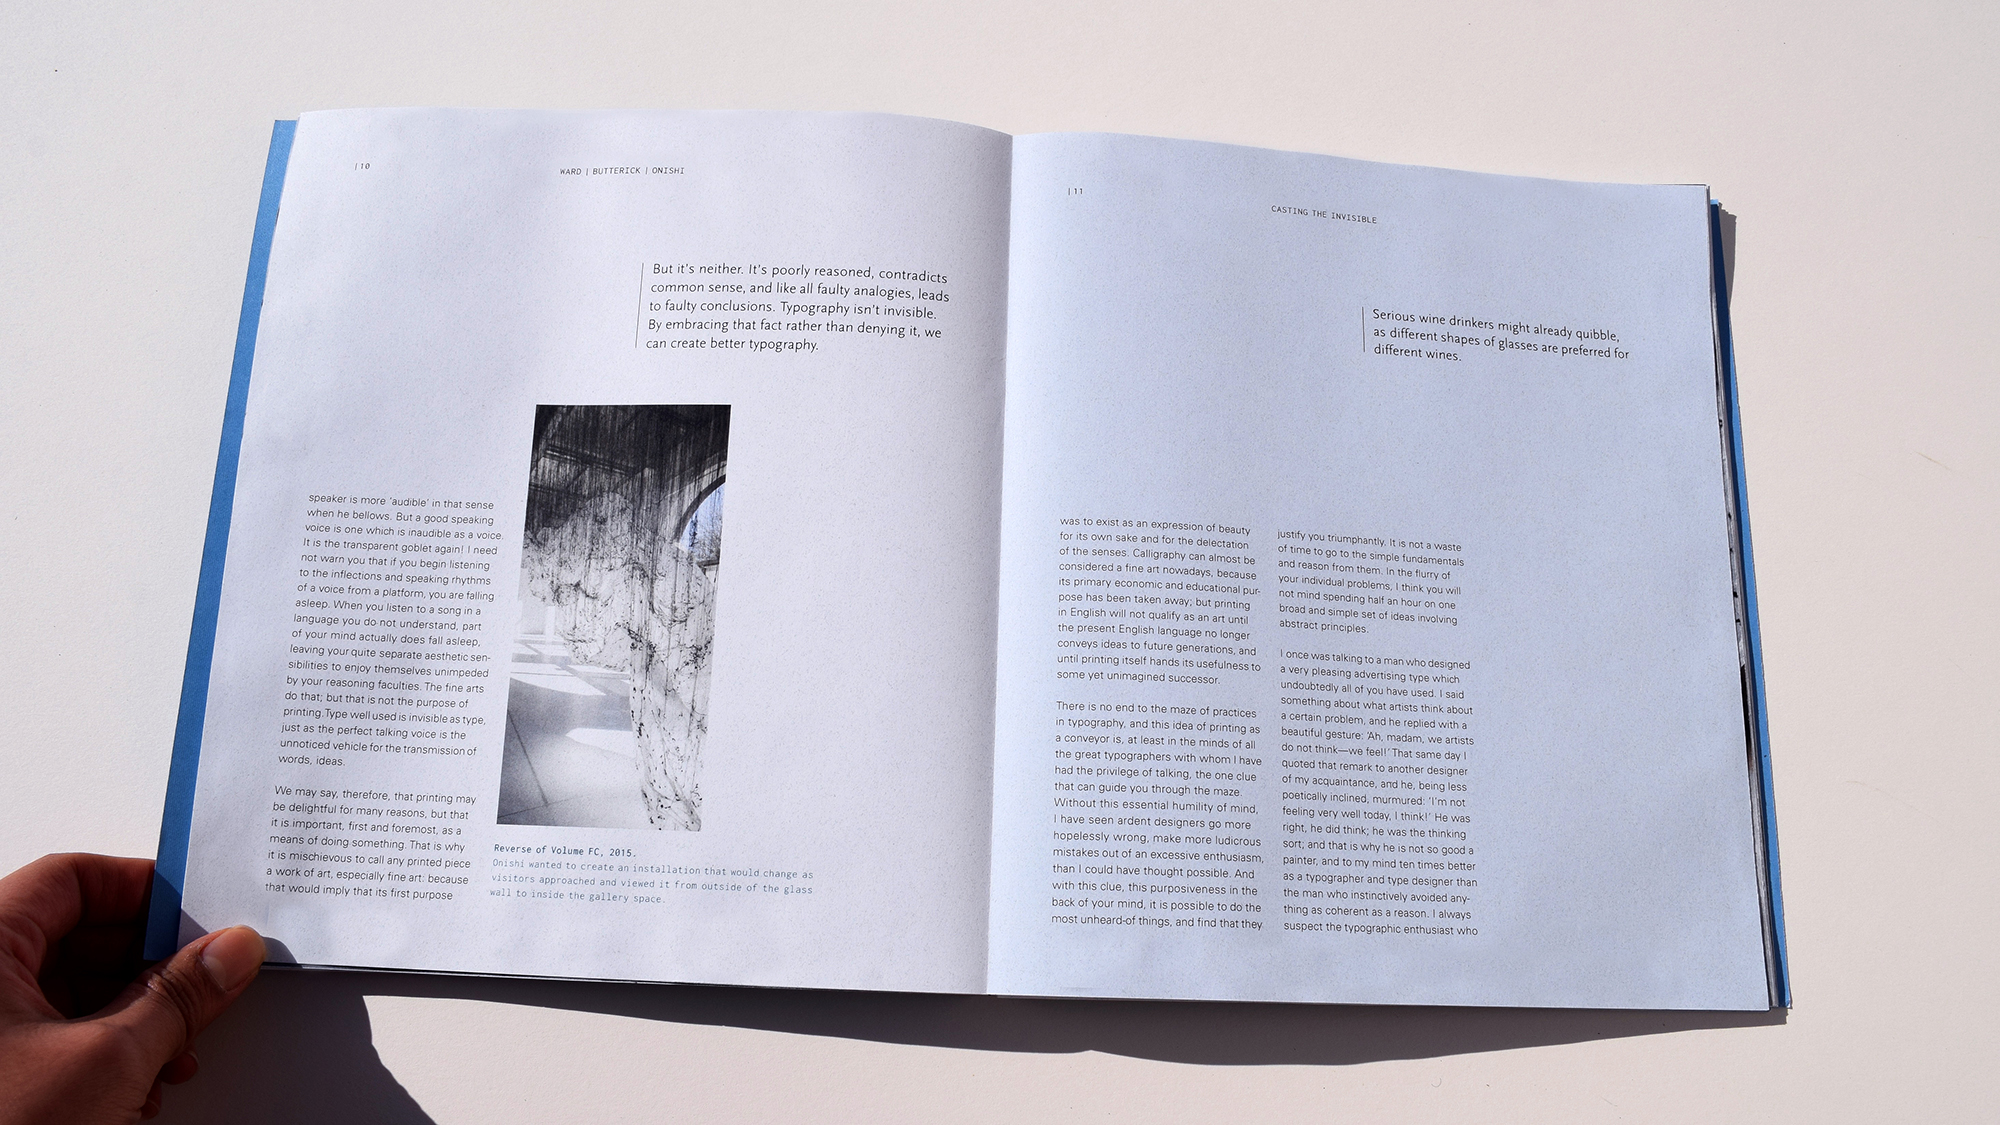 | 10
WARD | BUTTERICK | ONISHI
But it's neither. It's poorly reasoned, contradicts
common sense, and like all faulty analogies, leads
to faulty conclusions. Typography isn't invisible.
By embracing that fact rather than denying it, we
can create better typography.
speaker is more 'audible' in that sense
when he bellows. But a good speaking
voice is one which is inaudible as a voice.
It is the transparent goblet again! I need
not warn you that if you begin listening
to the inflections and speaking rhythms
of a voice from a platform, you are falling
asleep. When you listen to a song in a
language you do not understand, part
of your mind actually does fall asleep,
leaving your quite separate aesthetic sen-
sibilities to enjoy themselves unimpeded
by your reasoning faculties. The fine arts
do that; but that is not the purpose of
printing. Type well used is invisible as type,
just as the perfect talking voice is the
unnoticed vehicle for the transmission of
words, ideas.
We may say, therefore, that printing may
be delightful for many reasons, but that
it is important, first and foremost, as a
means of doing something. That is why
it is mischievous to call any printed piece
a work of art, especially fine art: because
that would imply that its first purpose
Reverse of Volume FC, 2015.
Onishi wanted to create an installation that would change as
visitors approached and viewed it from outside of the glass
wall to inside the gallery space.
| 11
CASTING THE INVISIBLE
Serious wine drinkers might already quibble,
as different shapes of glasses are preferred for
different wines.
was to exist as an expression of beauty
for its own sake and for the delectation
of the senses. Calligraphy can almost be
considered a fine art nowadays, because
its primary economic and educational pur-
pose has been taken away; but printing
in English will not qualify as an art until
the present English language no longer
conveys ideas to future generations, and
until printing itself hands its usefulness to
some yet unimagined successor.
There is no end to the maze of practices
in typography, and this idea of printing as
a conveyor is, at least in the minds of all
the great typographers with whom I have
had the privilege of talking, the one clue
that can guide you through the maze.
Without this essential humility of mind,
I have seen ardent designers go more
hopelessly wrong, make more ludicrous
mistakes out of an excessive enthusiasm,
than I could have thought possible. And
with this clue, this purposiveness in the
back of your mind, it is possible to do the
most unheard-of things, and find that they
justify you triumphantly. It is not a waste
of time to go to the simple fundamentals
and reason from them. In the flurry of
your individual problems, I think you will
not mind spending half an hour on one
broad and simple set of ideas involving
abstract principles.
I once was talking to a man who designed
a very pleasing advertising type which
undoubtedly all of you have used. I said
something about what artists think about
a certain problem, and he replied with a
beautiful gesture: 'Ah, madam, we artists
do not think—we feel!' That same day I
quoted that remark to another designer
of my acquaintance, and he, being less
poetically inclined, murmured: 'I'm not
feeling very well today, I think!' He was
right, he did think; he was the thinking
sort; and that is why he is not so good a
painter, and to my mind ten times better
as a typographer and type designer than
the man who instinctively avoided any-
thing as coherent as a reason. I always
suspect the typographic enthusiast who